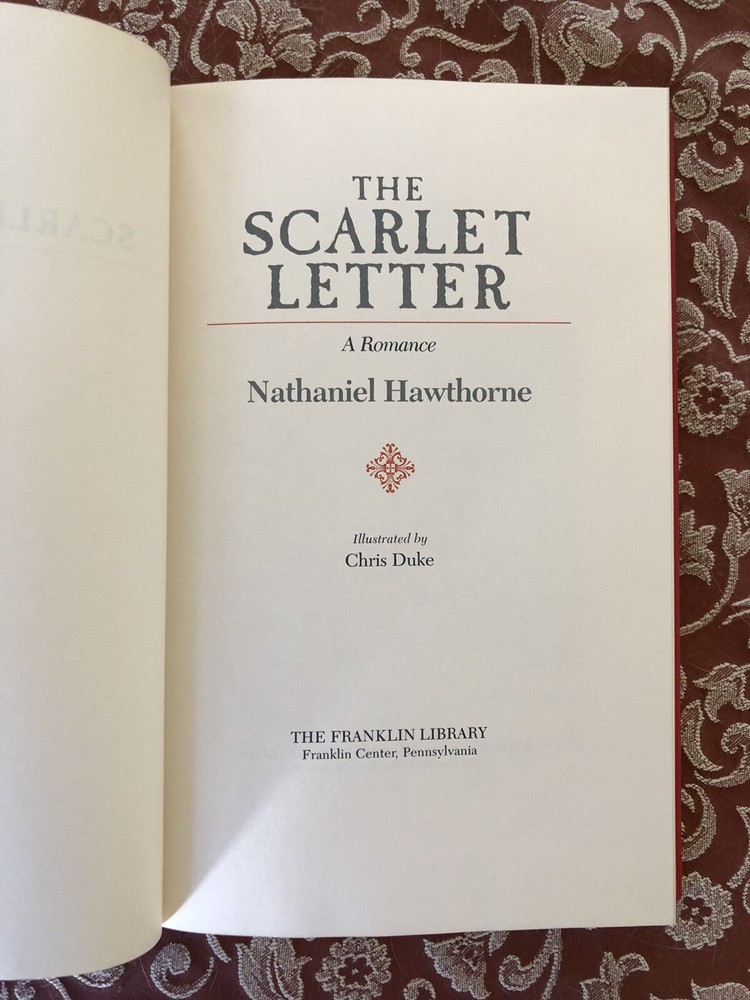 THE
SCARLET
LETTER
A Romance
Nathaniel Hawthorne
Illustrated by
Chris Duke
THE FRANKLIN LIBRARY
Franklin Center, Pennsylvania